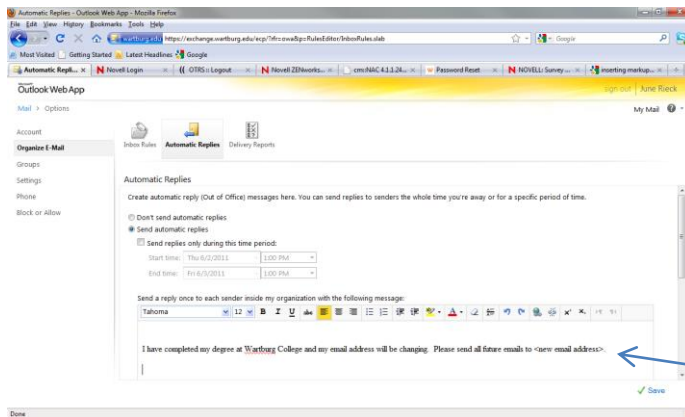 Automatic Replies - Outlook Web App - Mozilla Firefox
File Edit View History Bookmarks Tools Help
wartburg.edu https://exchange.wartburg.edu/ecp/?rfr=owa&p=RulesEditor/InboxRules.slab
Google
Most Visited Getting Started Latest Headlines Google
Automatic Repli... Novell Login OTRS :: Logout Novell ZENworks... cmc:NAC 4.1.1.24... Password Reset NOVELL: Survey ... inserting markup...
Outlook Web App
sign out June Rieck
Mail > Options
My Mail
Account
Organize E-Mail
Groups
Settings
Phone
Block or Allow
Inbox Rules Automatic Replies Delivery Reports
Automatic Replies
Create automatic reply (Out of Office) messages here. You can send replies to senders the whole time you're away or for a specific period of time.
Don't send automatic replies
Send automatic replies
Send replies only during this time period:
Start time: Thu 6/2/2011 1:00 PM
End time: Fri 6/3/2011 1:00 PM
Send a reply once to each sender inside my organization with the following message:
Tahoma 12 B I U abc
I have completed my degree at Wartburg College and my email address will be changing. Please send all future emails to <new email address>.
Save
Done